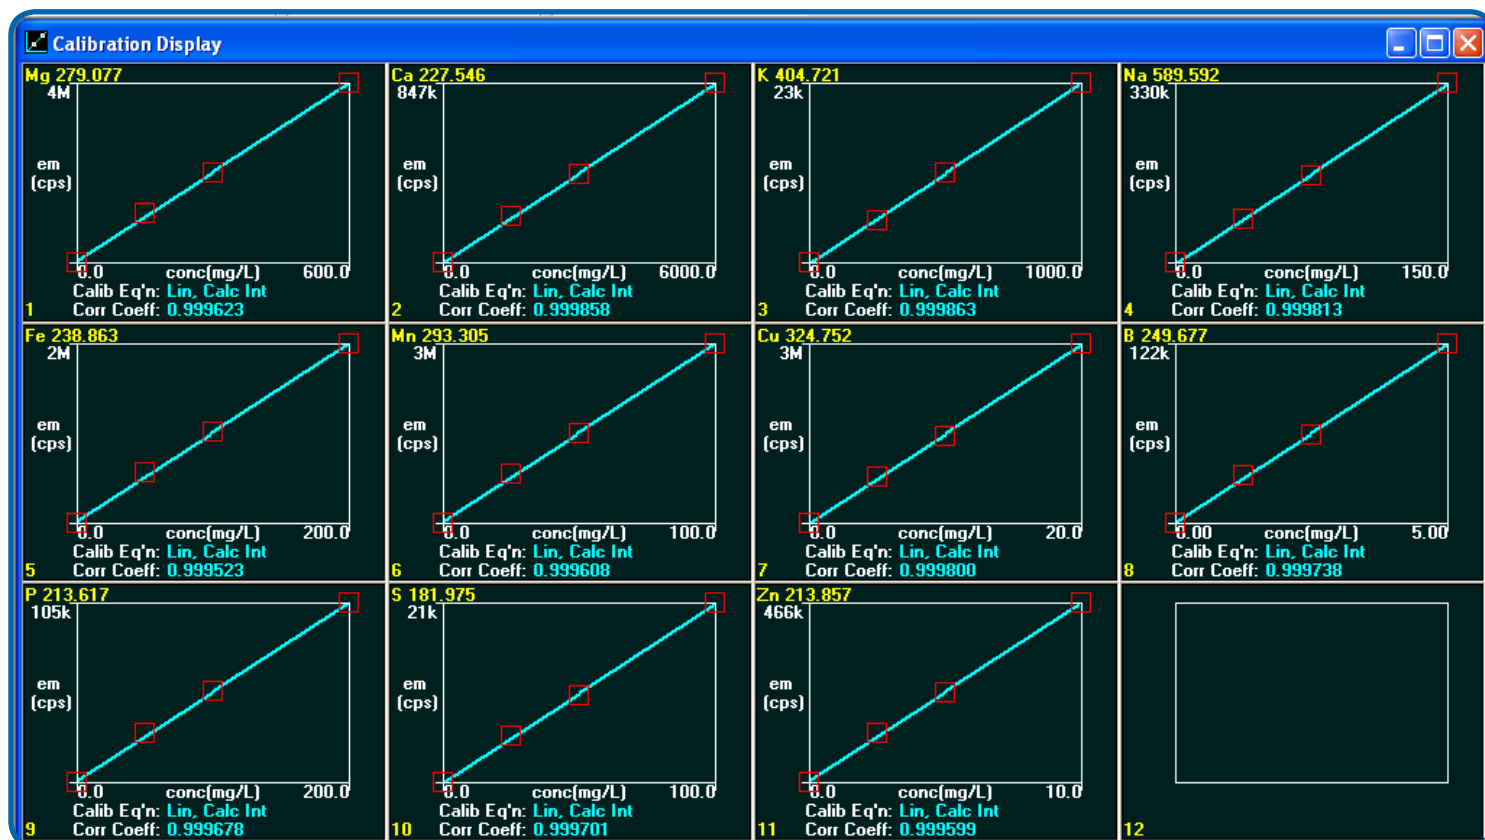 Calibration Display
Mg 279.077
4M
em
(cps)
0.0 conc(mg/L) 600.0
Calib Eq'n: Lin, Calc Int
1 Corr Coeff: 0.999623
Ca 227.546
847k
em
(cps)
0.0 conc(mg/L) 6000.0
Calib Eq'n: Lin, Calc Int
2 Corr Coeff: 0.999858
K 404.721
23k
em
(cps)
0.0 conc(mg/L) 1000.0
Calib Eq'n: Lin, Calc Int
3 Corr Coeff: 0.999863
Na 589.592
330k
em
(cps)
0.0 conc(mg/L) 150.0
Calib Eq'n: Lin, Calc Int
4 Corr Coeff: 0.999813
Fe 238.863
2M
em
(cps)
0.0 conc(mg/L) 200.0
Calib Eq'n: Lin, Calc Int
5 Corr Coeff: 0.999523
Mn 293.305
3M
em
(cps)
0.0 conc(mg/L) 100.0
Calib Eq'n: Lin, Calc Int
6 Corr Coeff: 0.999608
Cu 324.752
3M
em
(cps)
0.0 conc(mg/L) 20.0
Calib Eq'n: Lin, Calc Int
7 Corr Coeff: 0.999800
B 249.677
122k
em
(cps)
0.00 conc(mg/L) 5.00
Calib Eq'n: Lin, Calc Int
8 Corr Coeff: 0.999738
P 213.617
105k
em
(cps)
0.0 conc(mg/L) 200.0
Calib Eq'n: Lin, Calc Int
9 Corr Coeff: 0.999678
S 181.975
21k
em
(cps)
0.0 conc(mg/L) 100.0
Calib Eq'n: Lin, Calc Int
10 Corr Coeff: 0.999701
Zn 213.857
466k
em
(cps)
0.0 conc(mg/L) 10.0
Calib Eq'n: Lin, Calc Int
11 Corr Coeff: 0.999599
12